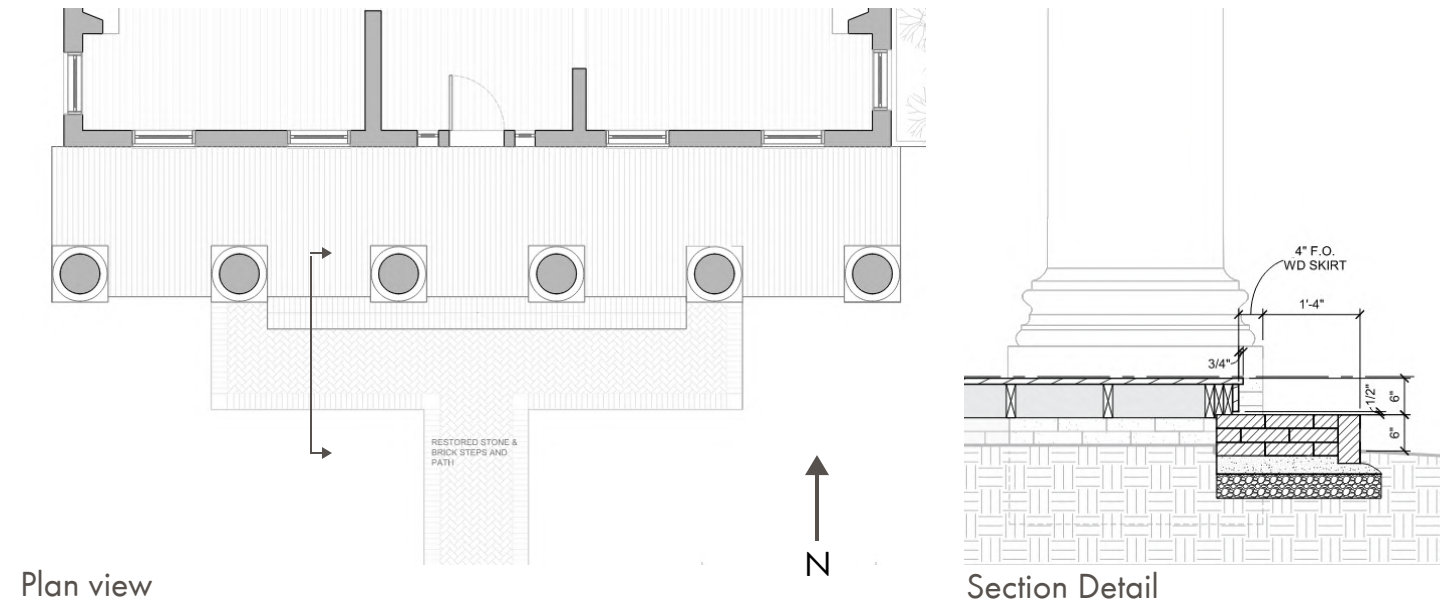 RESTORED STONE &
BRICK STEPS AND
PATH
N
Plan view
4" F.O.
WD SKIRT
1'-4"
3/4"
1/2"
6"
6"
Section Detail